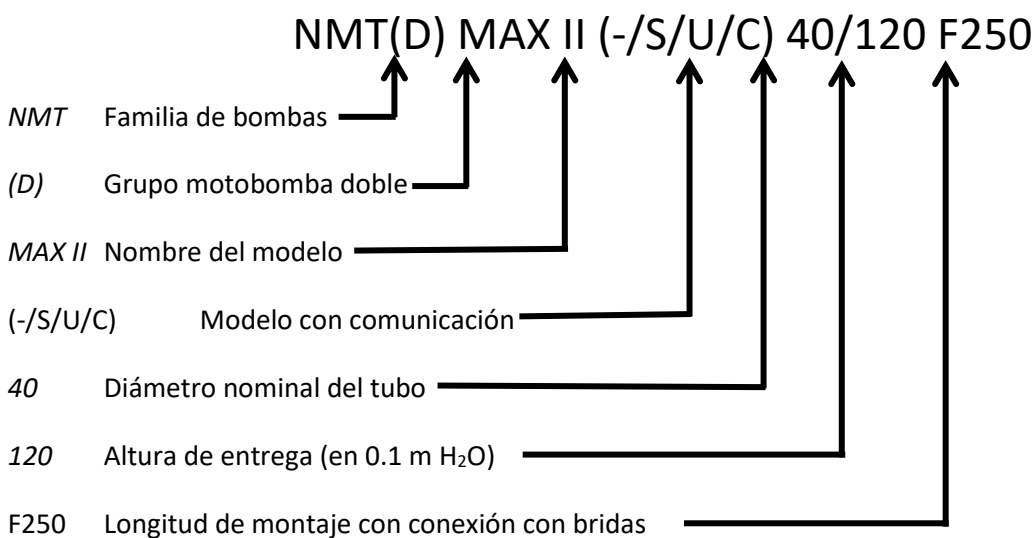 NMT(D) MAX II (-/S/U/C) 40/120 F250
NMT Familia de bombas
(D) Grupo motobomba doble
MAX II Nombre del modelo
(-/S/U/C) Modelo con comunicación
40 Diámetro nominal del tubo
120 Altura de entrega (en 0.1 m H₂O)
F250 Longitud de montaje con conexión con bridas